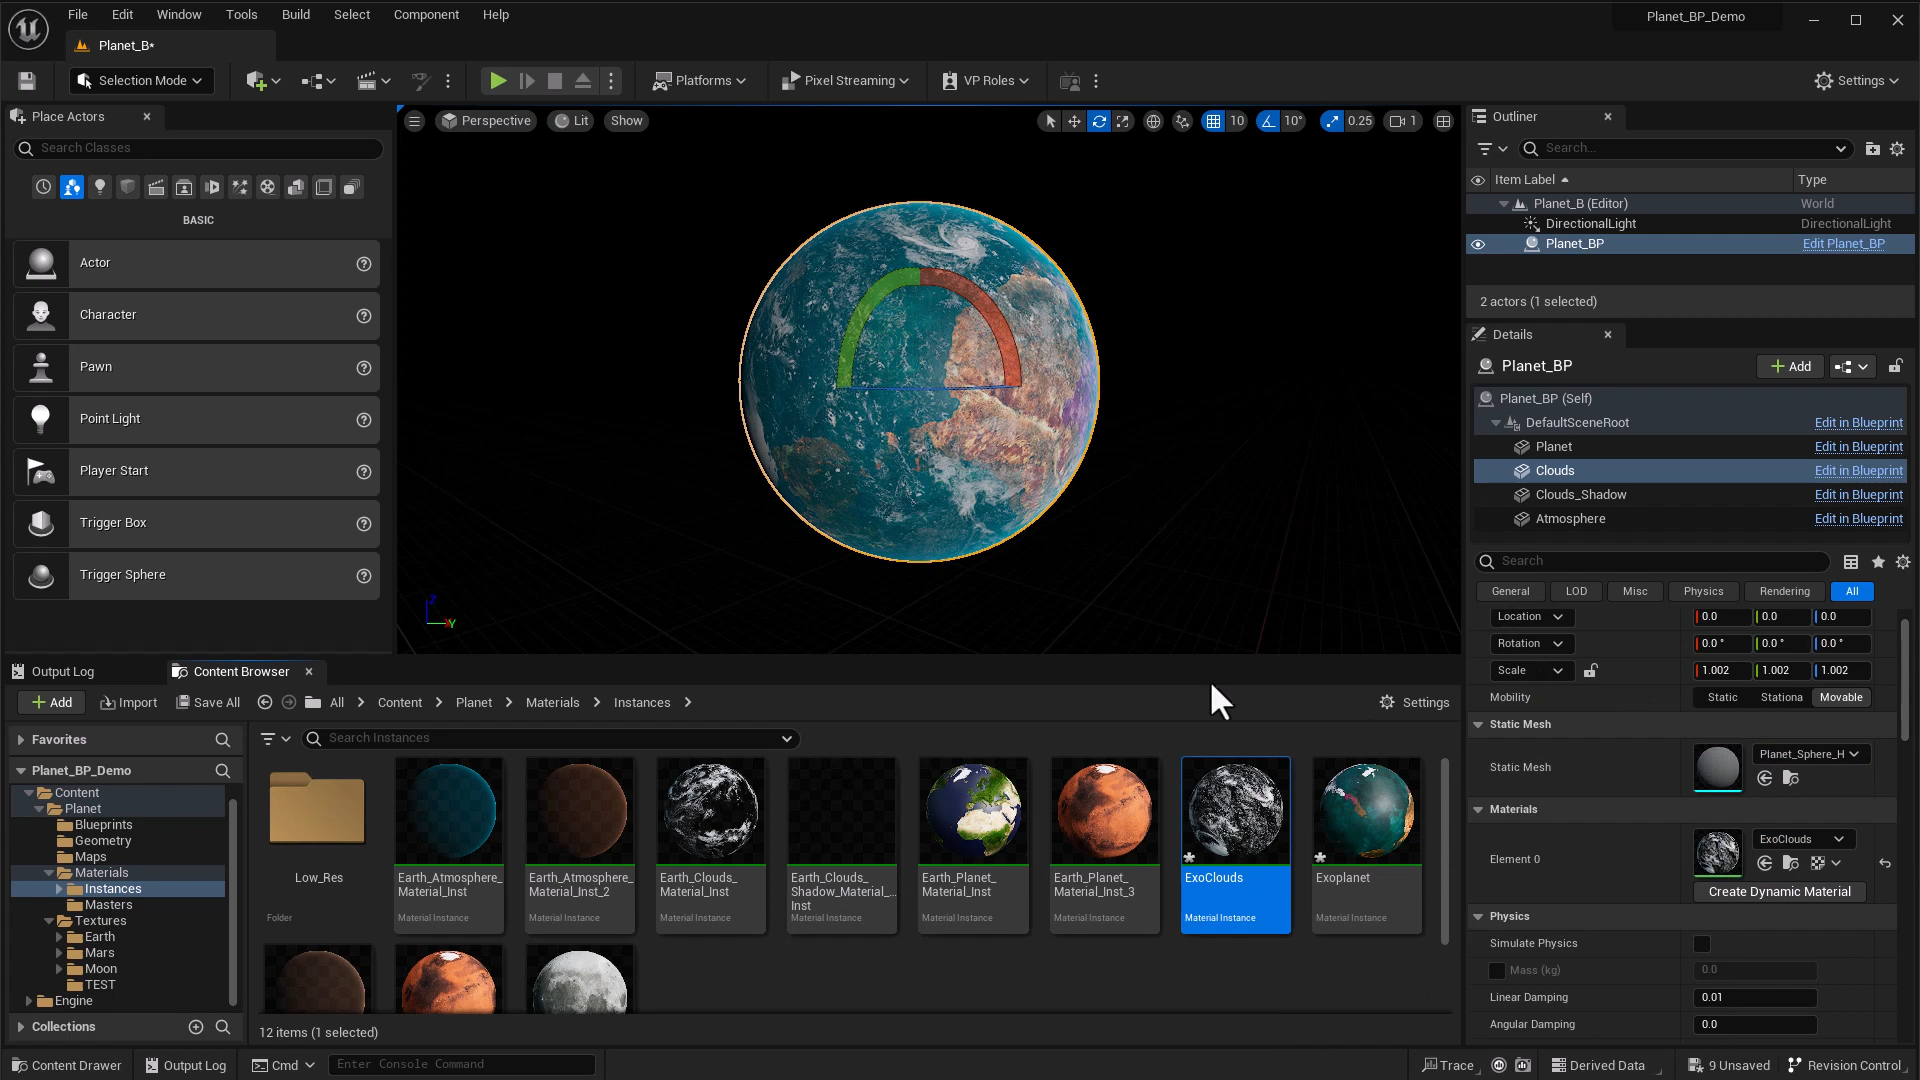 File Edit Window Tools Build Select Component Help
Planet_BP_Demo
Planet_B*
Selection Mode
Platforms
Pixel Streaming
VP Roles
Settings
Place Actors
Search Classes
BASIC
Actor
Character
Pawn
Point Light
Player Start
Trigger Box
Trigger Sphere
Perspective Lit Show
10 10° 0.25 1
Z
Y
Outliner
Search...
Item Label Type
Planet_B (Editor) World
DirectionalLight DirectionalLight
Planet_BP Edit Planet_BP
2 actors (1 selected)
Details
Planet_BP
Add
Planet_BP (Self)
DefaultSceneRoot Edit in Blueprint
Planet Edit in Blueprint
Clouds Edit in Blueprint
Clouds_Shadow Edit in Blueprint
Atmosphere Edit in Blueprint
Search
General LOD Misc Physics Rendering All
Location 0.0 0.0 0.0
Rotation 0.0 ° 0.0 ° 0.0 °
Scale 1.002 1.002 1.002
Mobility Static Stationa Movable
Static Mesh
Static Mesh Planet_Sphere_H
Materials
Element 0 ExoClouds
Create Dynamic Material
Physics
Simulate Physics
Mass (kg) 0.0
Linear Damping 0.01
Angular Damping 0.0
Output Log Content Browser
Add Import Save All All Content Planet Materials Instances Settings
Favorites
Planet_BP_Demo
Content
Planet
Blueprints
Geometry
Maps
Materials
Instances
Masters
Textures
Earth
Mars
Moon
TEST
Engine
Collections
Search Instances
Low_Res
Folder
Earth_Atmosphere_
Material_Inst
Material Instance
Earth_Atmosphere_
Material_Inst_2
Material Instance
Earth_Clouds_
Material_Inst
Material Instance
Earth_Clouds_
Shadow_Material_...
Inst
Material Instance
Earth_Planet_
Material_Inst
Material Instance
Earth_Planet_
Material_Inst_3
Material Instance
ExoClouds
Material Instance
Exoplanet
Material Instance
12 items (1 selected)
Content Drawer Output Log Cmd Enter Console Command
Trace Derived Data 9 Unsaved Revision Control